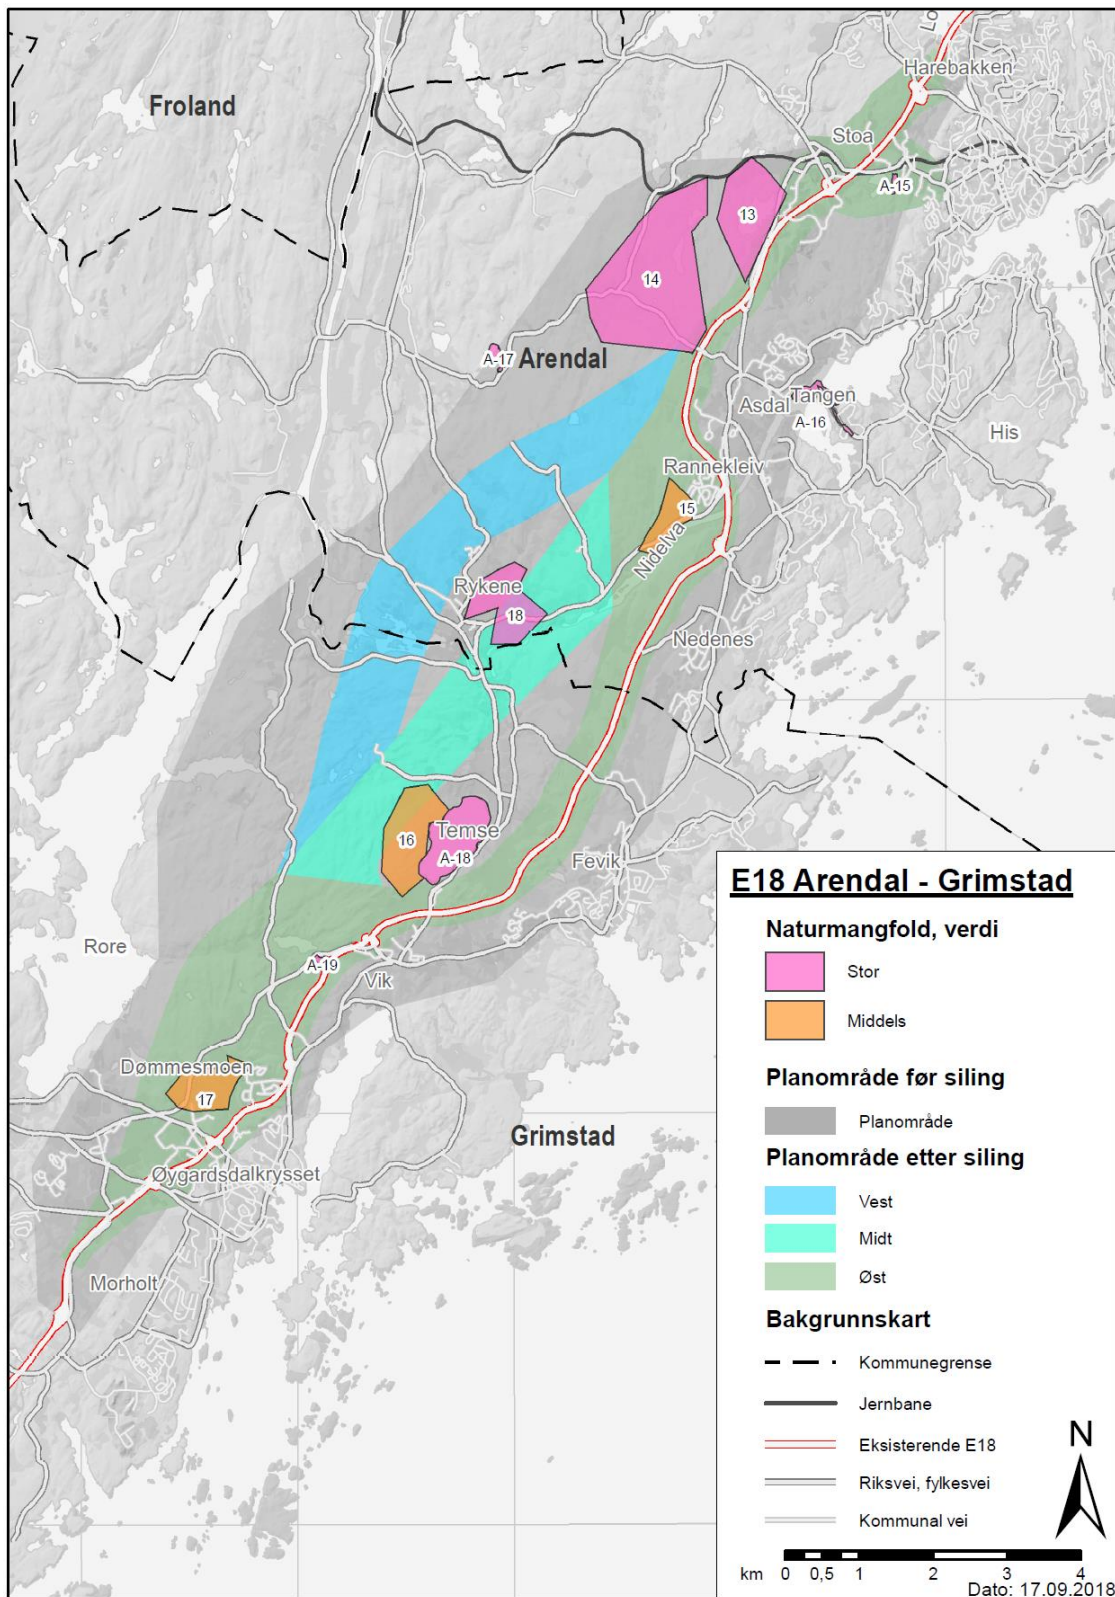 Lo
Harebakken
Froland
Stoa
A-15
13
14
A-17
Arendal
Tangen
Asdal
A-16
His
Rannekleiv
15
Nidelva
Rykene
18
Nedenes
Temse
16
A-18
Fevik
Rore
A-19
Vik
Dømmesmoen
17
Grimstad
Øygardsdalkrysset
Morholt
E18 Arendal - Grimstad
Naturmangfold, verdi
Stor
Middels
Planområde før siling
Planområde
Planområde etter siling
Vest
Midt
Øst
Bakgrunnskart
Kommunegrense
Jernbane
Eksisterende E18
Riksvei, fylkesvei
Kommunal vei
N
km 0 0,5 1 2 3 4
Dato: 17.09.2018